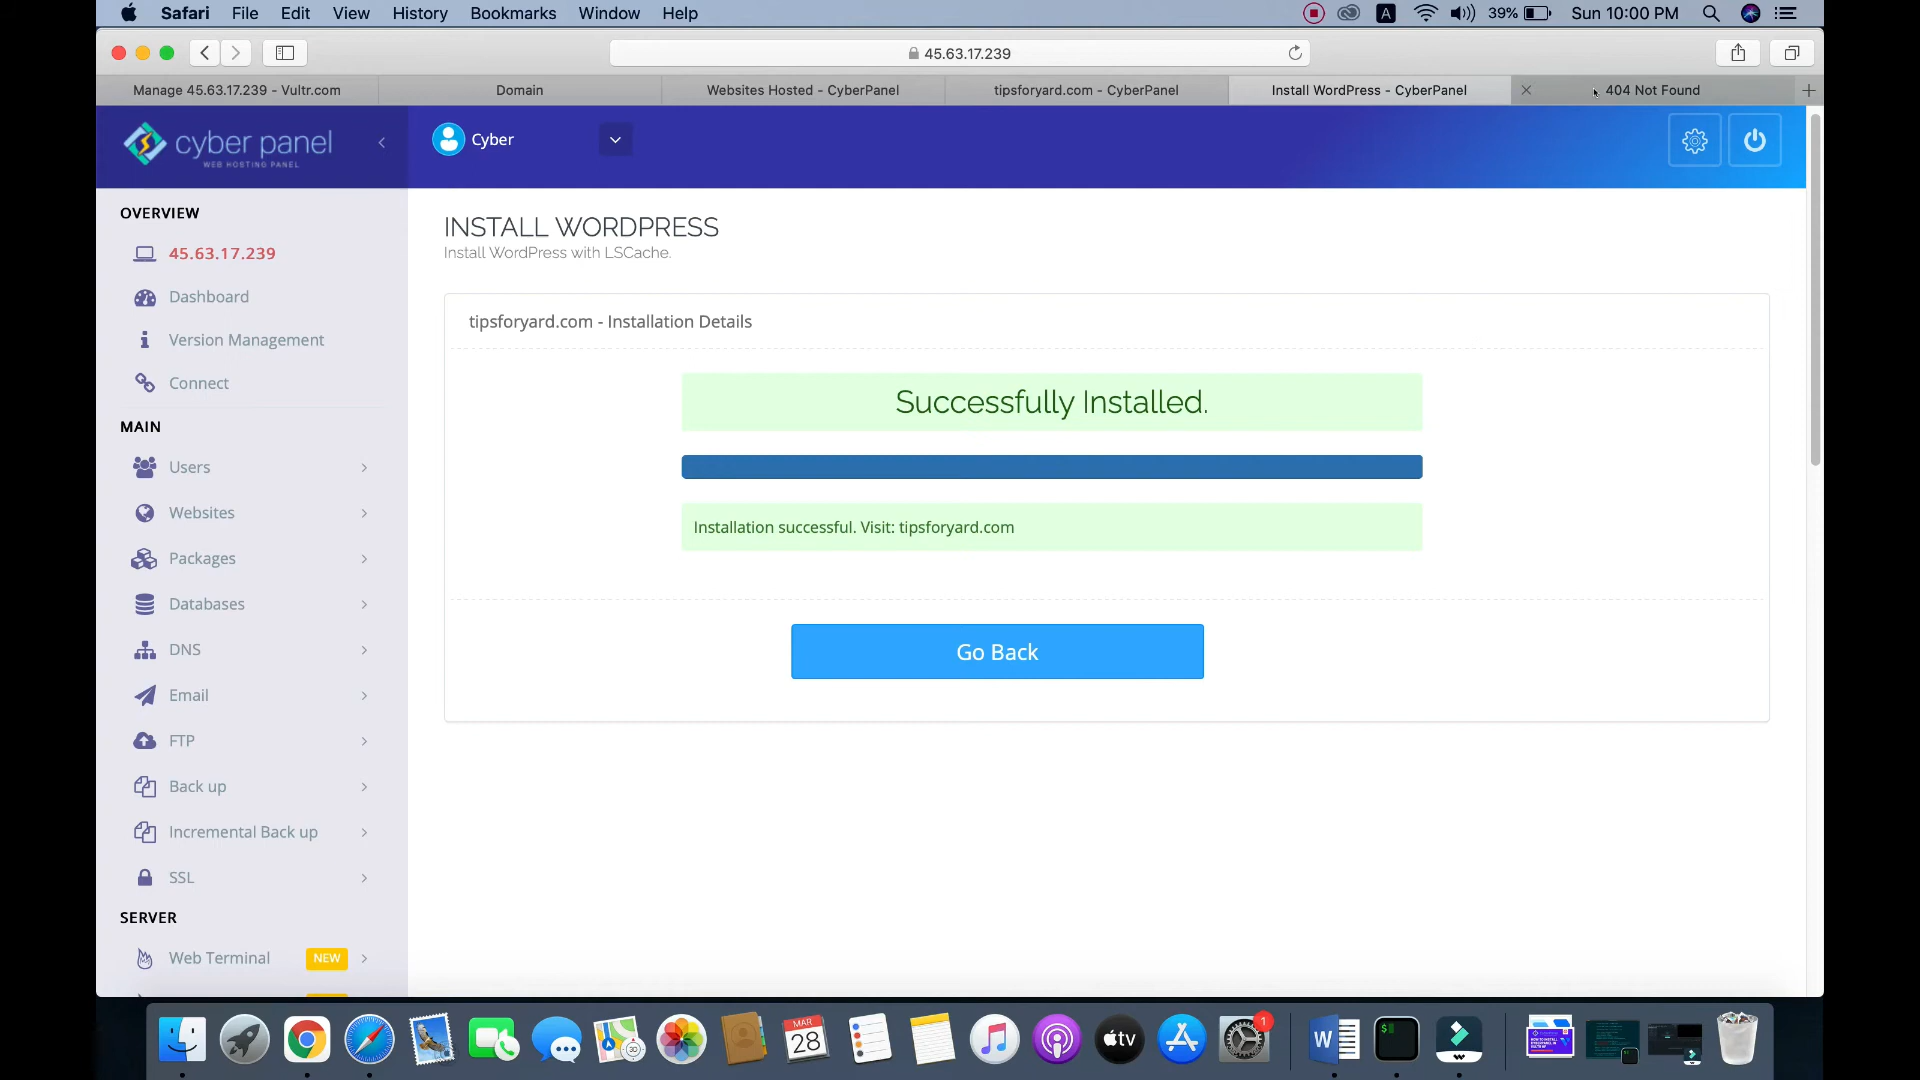 Safari File Edit View History Bookmarks Window Help A 39% Sun 10:00 PM
45.63.17.239
Manage 45.63.17.239 - Vultr.com Domain Websites Hosted - CyberPanel tipsforyard.com - CyberPanel Install WordPress - CyberPanel 404 Not Found
cyber panel
WEB HOSTING PANEL
Cyber
OVERVIEW
45.63.17.239
Dashboard
Version Management
Connect
MAIN
Users
Websites
Packages
Databases
DNS
Email
FTP
Back up
Incremental Back up
SSL
SERVER
Web Terminal NEW
INSTALL WORDPRESS
Install WordPress with LSCache.
tipsforyard.com - Installation Details
Successfully Installed.
Installation successful. Visit: tipsforyard.com
Go Back
MAR
28
tv
1
W
$